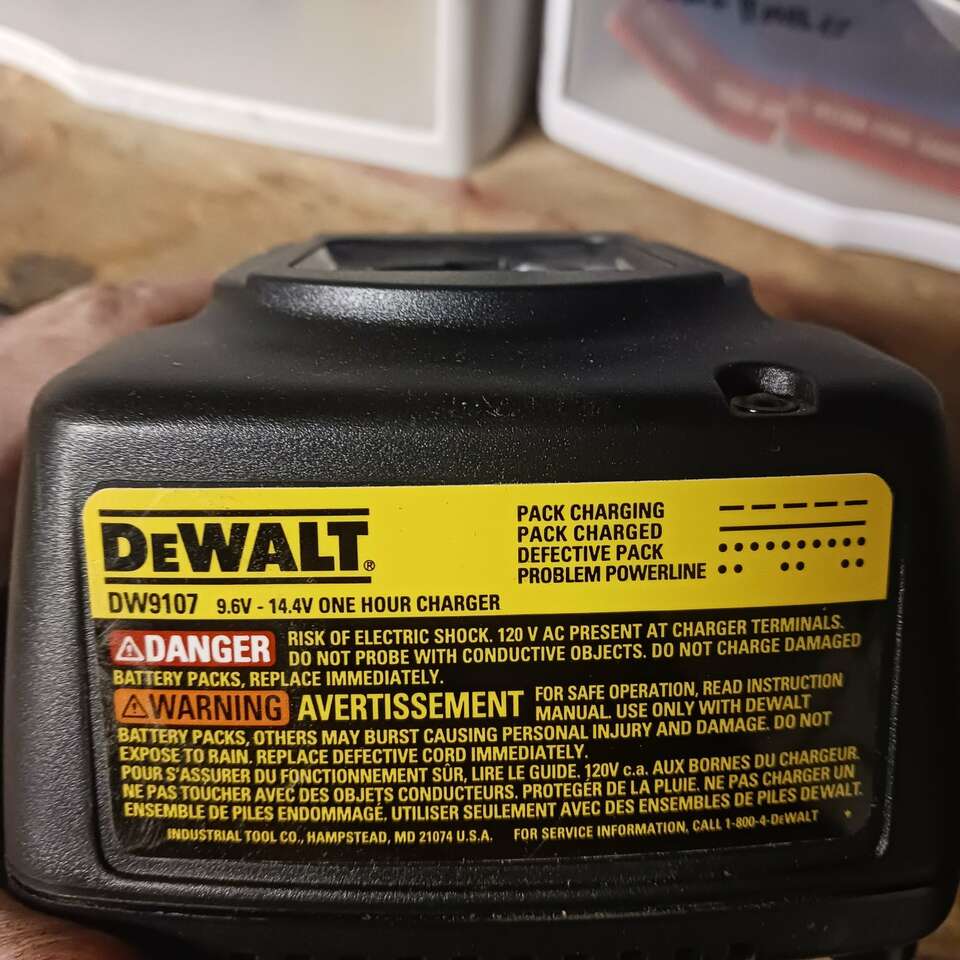 DEWALT®
DW9107 9.6V - 14.4V ONE HOUR CHARGER
PACK CHARGING
PACK CHARGED
DEFECTIVE PACK
PROBLEM POWERLINE
DANGER RISK OF ELECTRIC SHOCK. 120 V AC PRESENT AT CHARGER TERMINALS.
DO NOT PROBE WITH CONDUCTIVE OBJECTS. DO NOT CHARGE DAMAGED
BATTERY PACKS, REPLACE IMMEDIATELY.
WARNING AVERTISSEMENT FOR SAFE OPERATION, READ INSTRUCTION
MANUAL. USE ONLY WITH DEWALT
BATTERY PACKS, OTHERS MAY BURST CAUSING PERSONAL INJURY AND DAMAGE. DO NOT
EXPOSE TO RAIN. REPLACE DEFECTIVE CORD IMMEDIATELY.
POUR S'ASSURER DU FONCTIONNEMENT SÛR, LIRE LE GUIDE. 120V c.a. AUX BORNES DU CHARGEUR.
NE PAS TOUCHER AVEC DES OBJETS CONDUCTEURS. PROTEGER DE LA PLUIE. NE PAS CHARGER UN
ENSEMBLE DE PILES ENDOMMAGE. UTILISER SEULEMENT AVEC DES ENSEMBLES DE PILES DEWALT.
INDUSTRIAL TOOL CO., HAMPSTEAD, MD 21074 U.S.A. FOR SERVICE INFORMATION, CALL 1-800-4-DEWALT